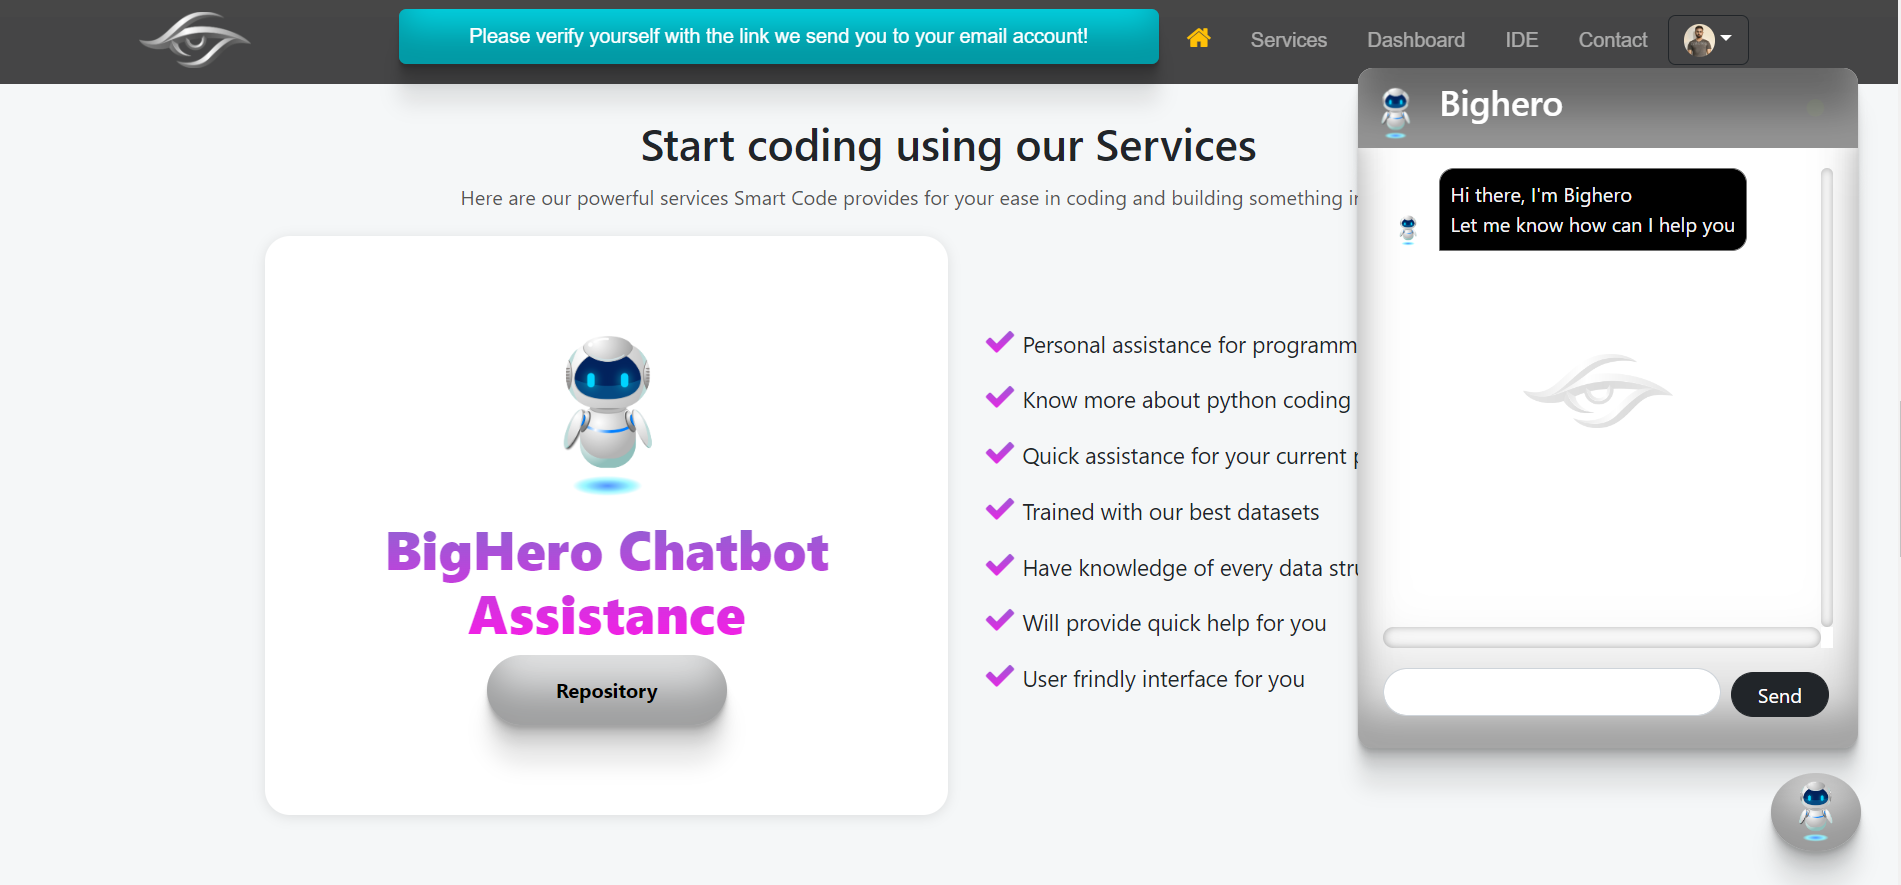 Please verify yourself with the link we send you to your email account!
Services
Dashboard
IDE
Contact
Start coding using our Services
Here are our powerful services Smart Code provides for your ease in coding and building something
BigHero Chatbot
Assistance
Repository
Personal assistance for programm
Know more about python coding
Quick assistance for your current
Trained with our best datasets
Have knowledge of every data stru
Will provide quick help for you
User frindly interface for you
Bighero
Hi there, I'm Bighero
Let me know how can I help you
Send